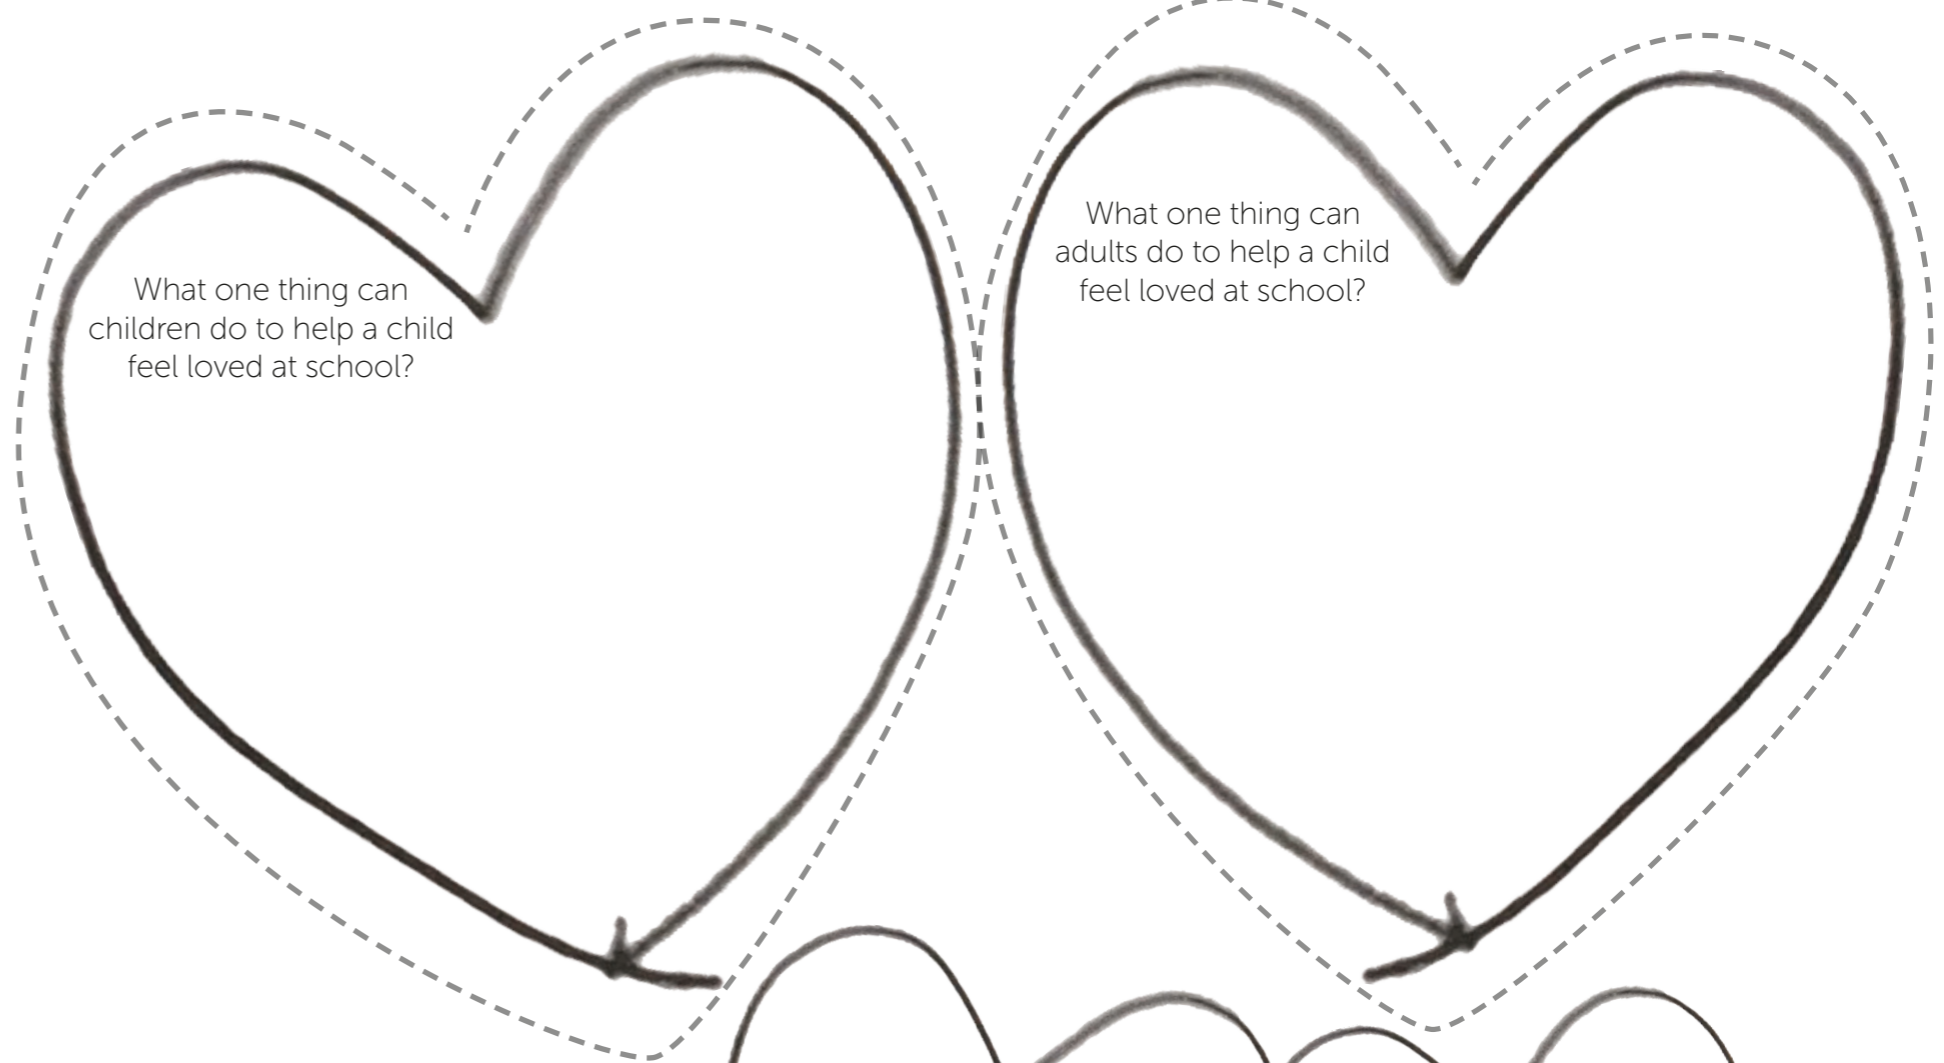 What one thing can
children do to help a child
feel loved at school?
What one thing can
adults do to help a child
feel loved at school?